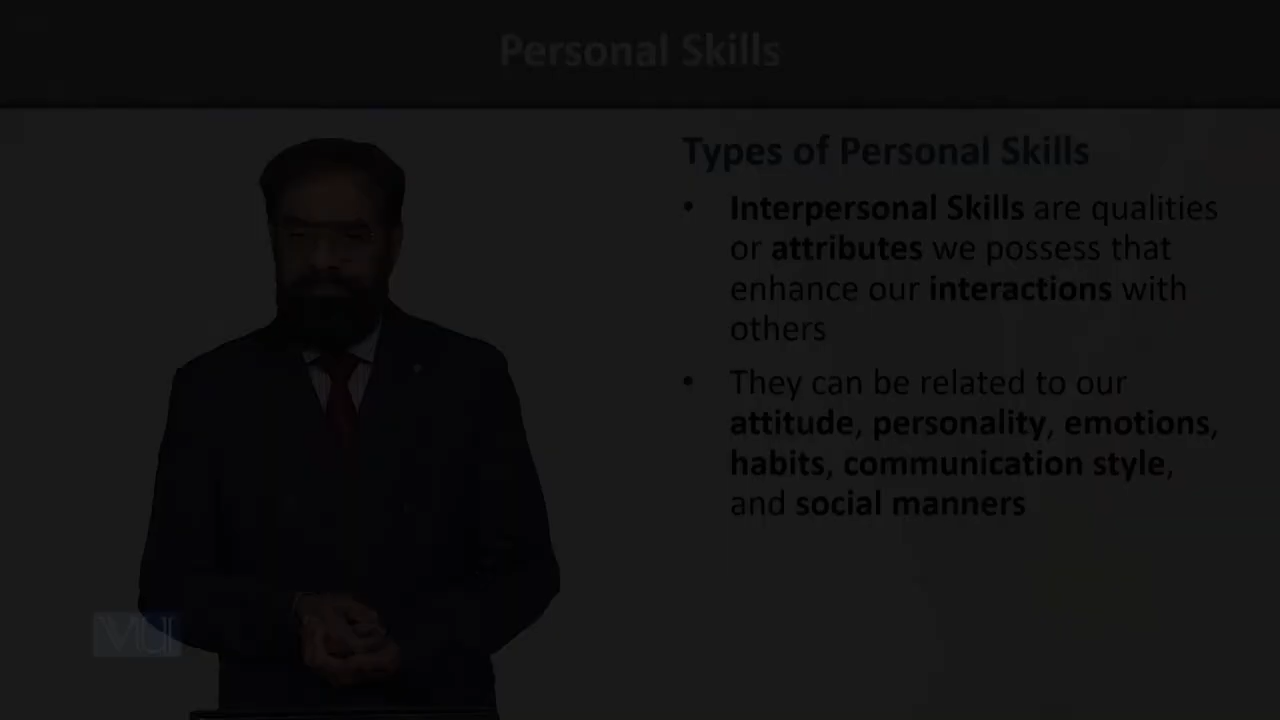 Personal Skills
Types of Personal Skills
• Interpersonal Skills are qualities
or attributes we possess that
enhance our interactions with
others
• They can be related to our
attitude, personality, emotions,
habits, communication style,
and social manners
VU